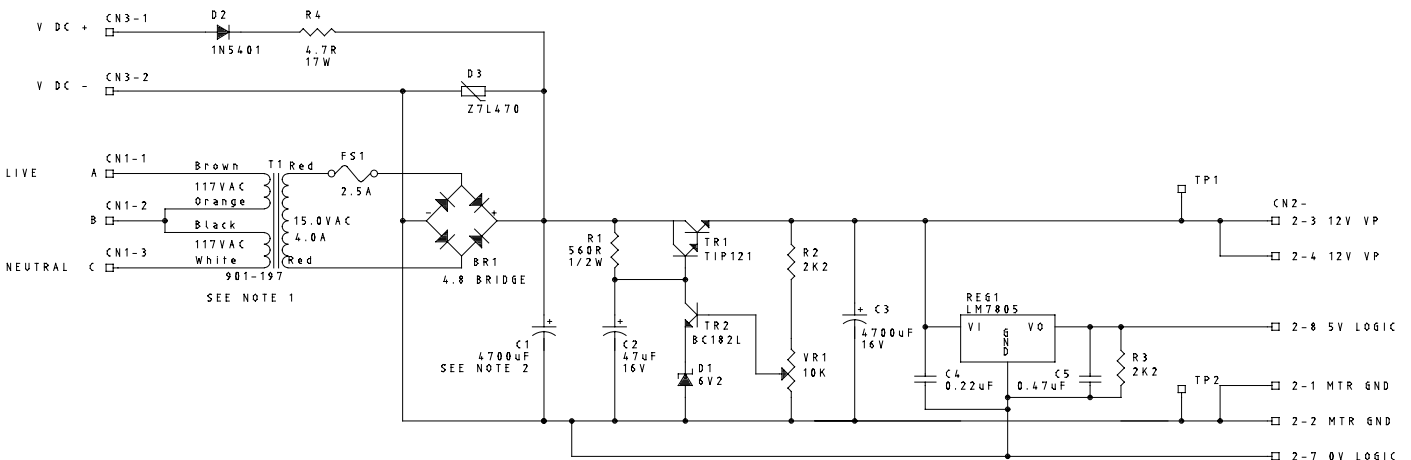 V DC + CN3-1
D2
1N5401
R4
4.7R
17W
V DC - CN3-2
D3
Z7L470
LIVE A CN1-1
Brown
117VAC
Orange
B CN1-2
Black
117VAC
White
NEUTRAL C CN1-3
T1 Red
15.0VAC
4.0A
Red
901-197
SEE NOTE 1
FS1
2.5A
- +
BR1
4.8 BRIDGE
R1
560R
1/2W
TR1
TIP121
R2
2K2
+
C1
4700uF
SEE NOTE 2
+
C2
47uF
16V
TR2
BC182L
D1
6V2
VR1
10K
+
C3
4700uF
16V
REG1
LM7805
VI VO
GND
C4
0.22uF
C5
0.47uF
R3
2K2
TP1
TP2
CN2-
2-3 12V VP
2-4 12V VP
2-8 5V LOGIC
2-1 MTR GND
2-2 MTR GND
2-7 0V LOGIC